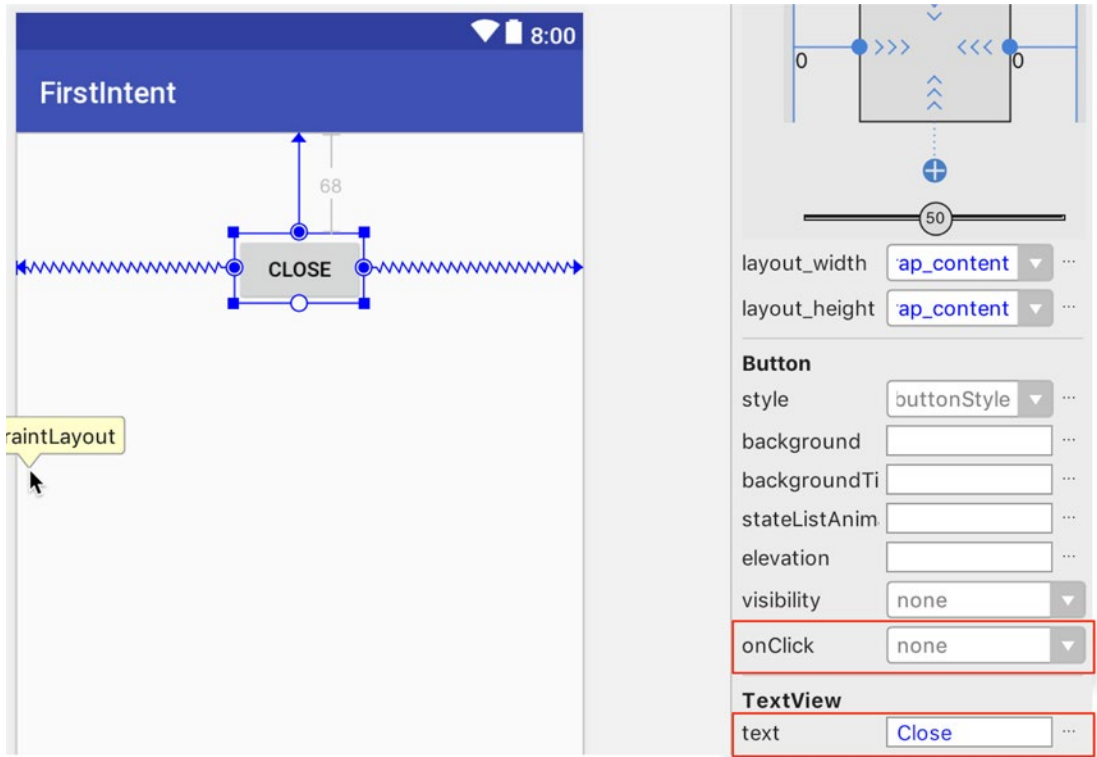 8:00
FirstIntent
68
CLOSE
raintLayout
0
0
50
layout_width
ap_content
...
layout_height
ap_content
...
Button
style
buttonStyle
...
background
...
backgroundTi
...
stateListAnim
...
elevation
...
visibility
none
onClick
none
TextView
text
Close
...